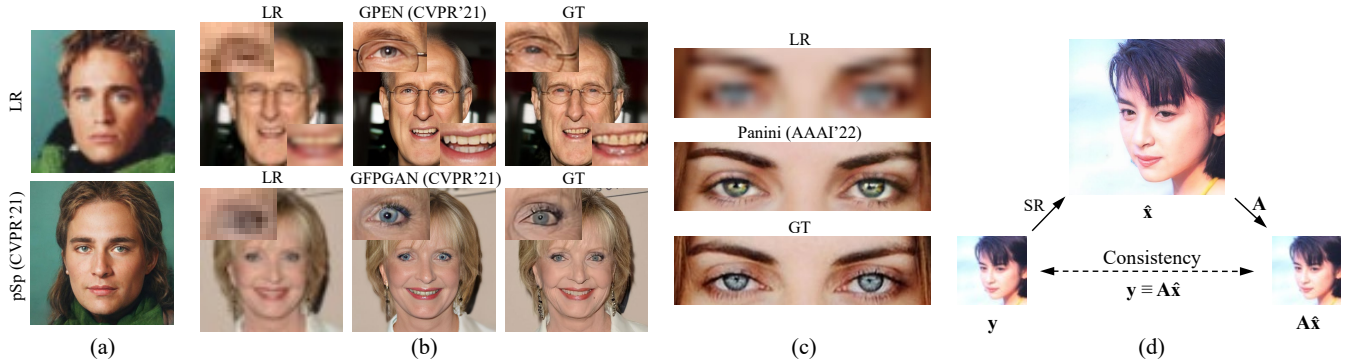 LR
pSp (CVPR'21)
(a)
LR
GPEN (CVPR'21)
GT
LR
GFPGAN (CVPR'21)
GT
(b)
LR
Panini (AAAI'22)
GT
(c)
SR
x̂
A
Consistency
y ≡ Ax̂
y
Ax̂
(d)